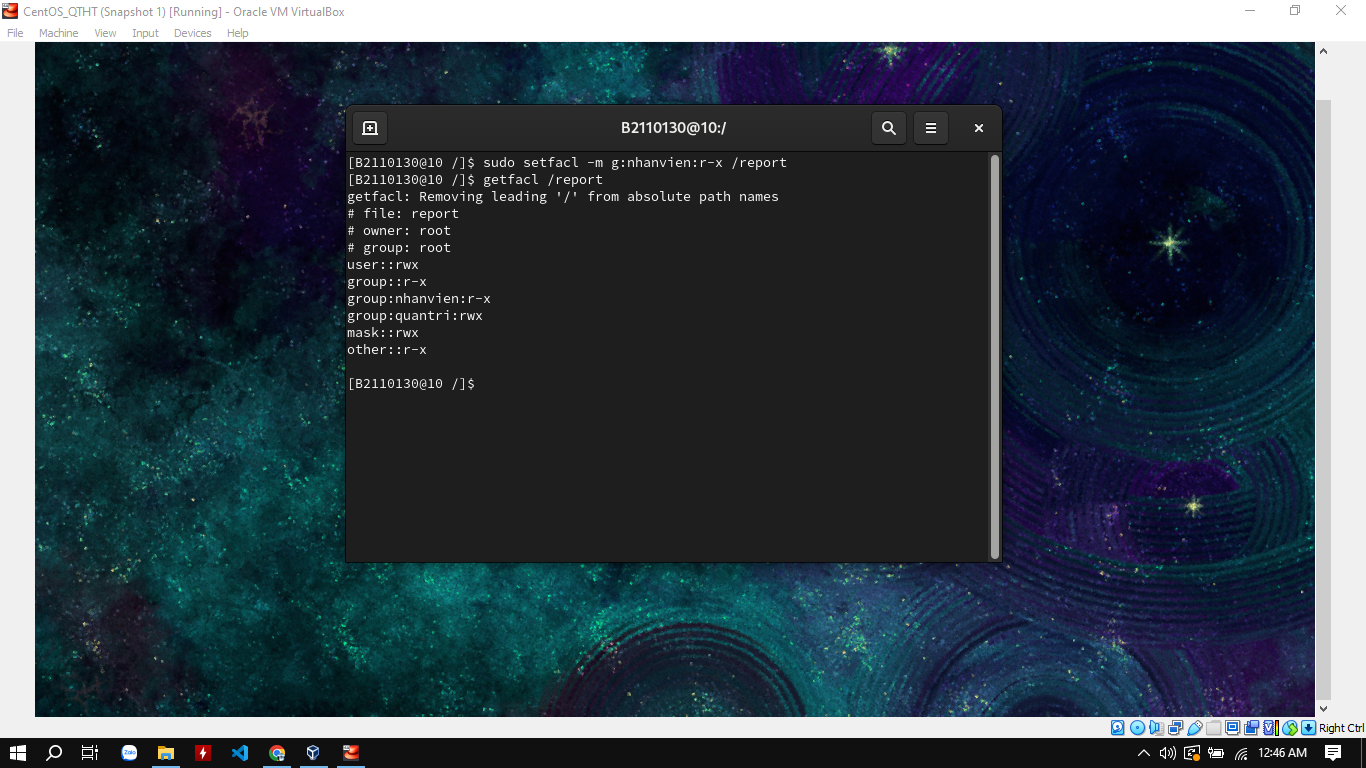 CentOS_QTHT (Snapshot 1) [Running] - Oracle VM VirtualBox
File Machine View Input Devices Help
B2110130@10:/
[B2110130@10 /]$ sudo setfacl -m g:nhanvien:r-x /report
[B2110130@10 /]$ getfacl /report
getfacl: Removing leading '/' from absolute path names
# file: report
# owner: root
# group: root
user::rwx
group::r-x
group:nhanvien:r-x
group:quantri:rwx
mask::rwx
other::r-x
[B2110130@10 /]$
Right Ctrl
Zalo
12:46 AM